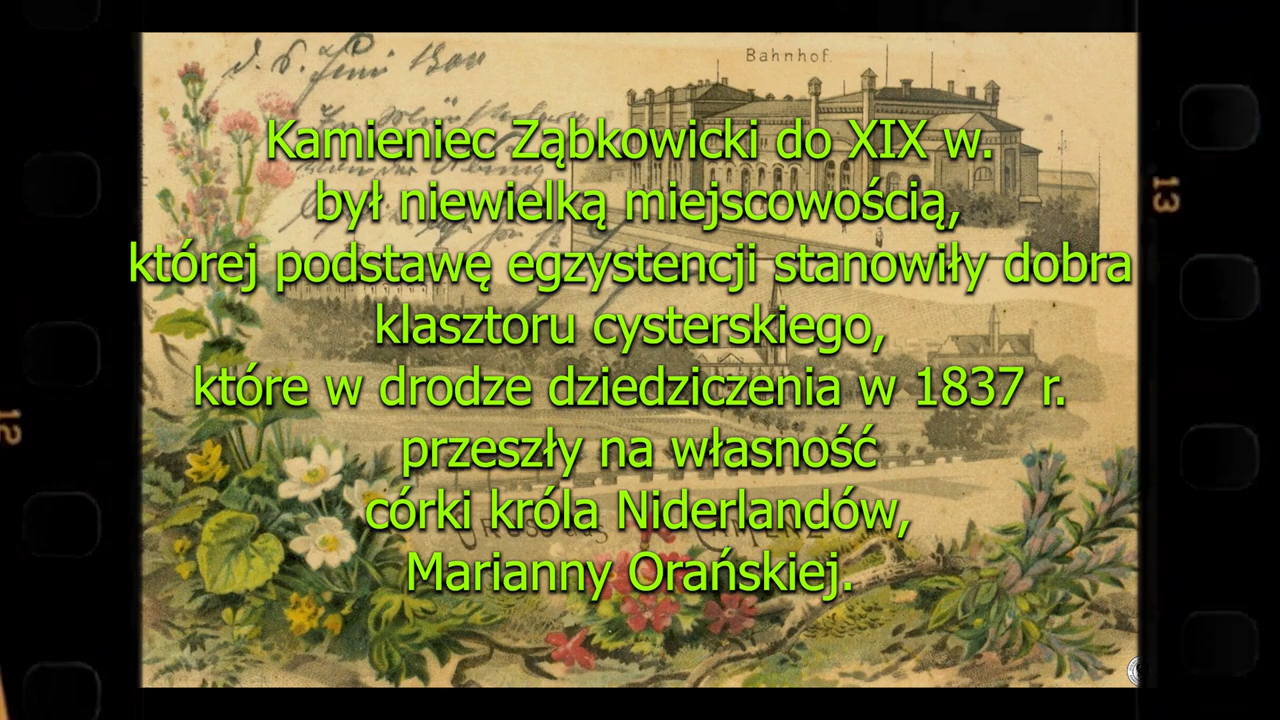 Bahnhof.
Kamieniec Ząbkowicki do XIX w.
był niewielką miejscowością,
której podstawę egzystencji stanowiły dobra
klasztoru cysterskiego,
które w drodze dziedziczenia w 1837 r.
przeszły na własność
córki króla Niderlandów,
Marianny Orańskiej.
13
12